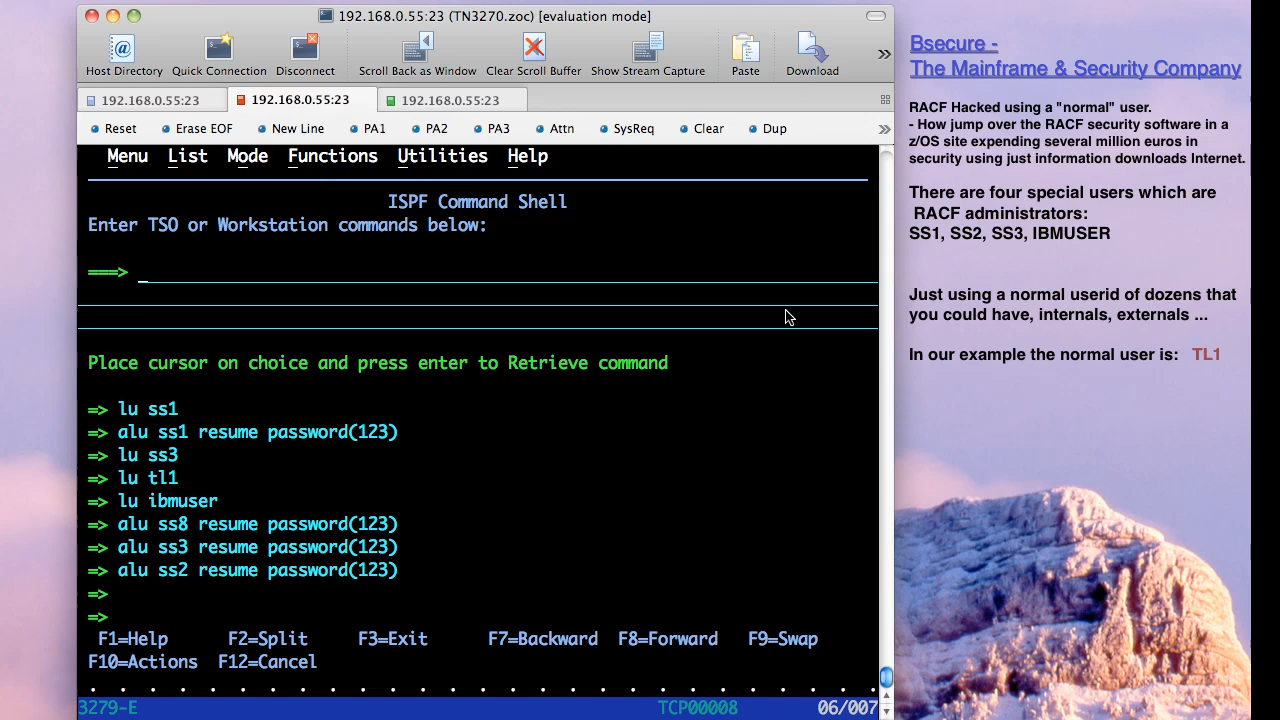 192.168.0.55:23 (TN3270.zoc) [evaluation mode]
Host Directory Quick Connection Disconnect Scroll Back as Window Clear Scroll Buffer Show Stream Capture Paste Download »
192.168.0.55:23 192.168.0.55:23 192.168.0.55:23
Reset Erase EOF New Line PA1 PA2 PA3 Attn SysReq Clear Dup »
Menu List Mode Functions Utilities Help
ISPF Command Shell
Enter TSO or Workstation commands below:
===> _
Place cursor on choice and press enter to Retrieve command
=> lu ss1
=> alu ss1 resume password(123)
=> lu ss3
=> lu tl1
=> lu ibmuser
=> alu ss8 resume password(123)
=> alu ss3 resume password(123)
=> alu ss2 resume password(123)
=>
=>
F1=Help F2=Split F3=Exit F7=Backward F8=Forward F9=Swap
F10=Actions F12=Cancel
3279-E TCP00008 06/007
Bsecure -
The Mainframe & Security Company
RACF Hacked using a "normal" user.
- How jump over the RACF security software in a
z/OS site expending several million euros in
security using just information downloads Internet.
There are four special users which are
RACF administrators:
SS1, SS2, SS3, IBMUSER
Just using a normal userid of dozens that
you could have, internals, externals ...
In our example the normal user is: TL1